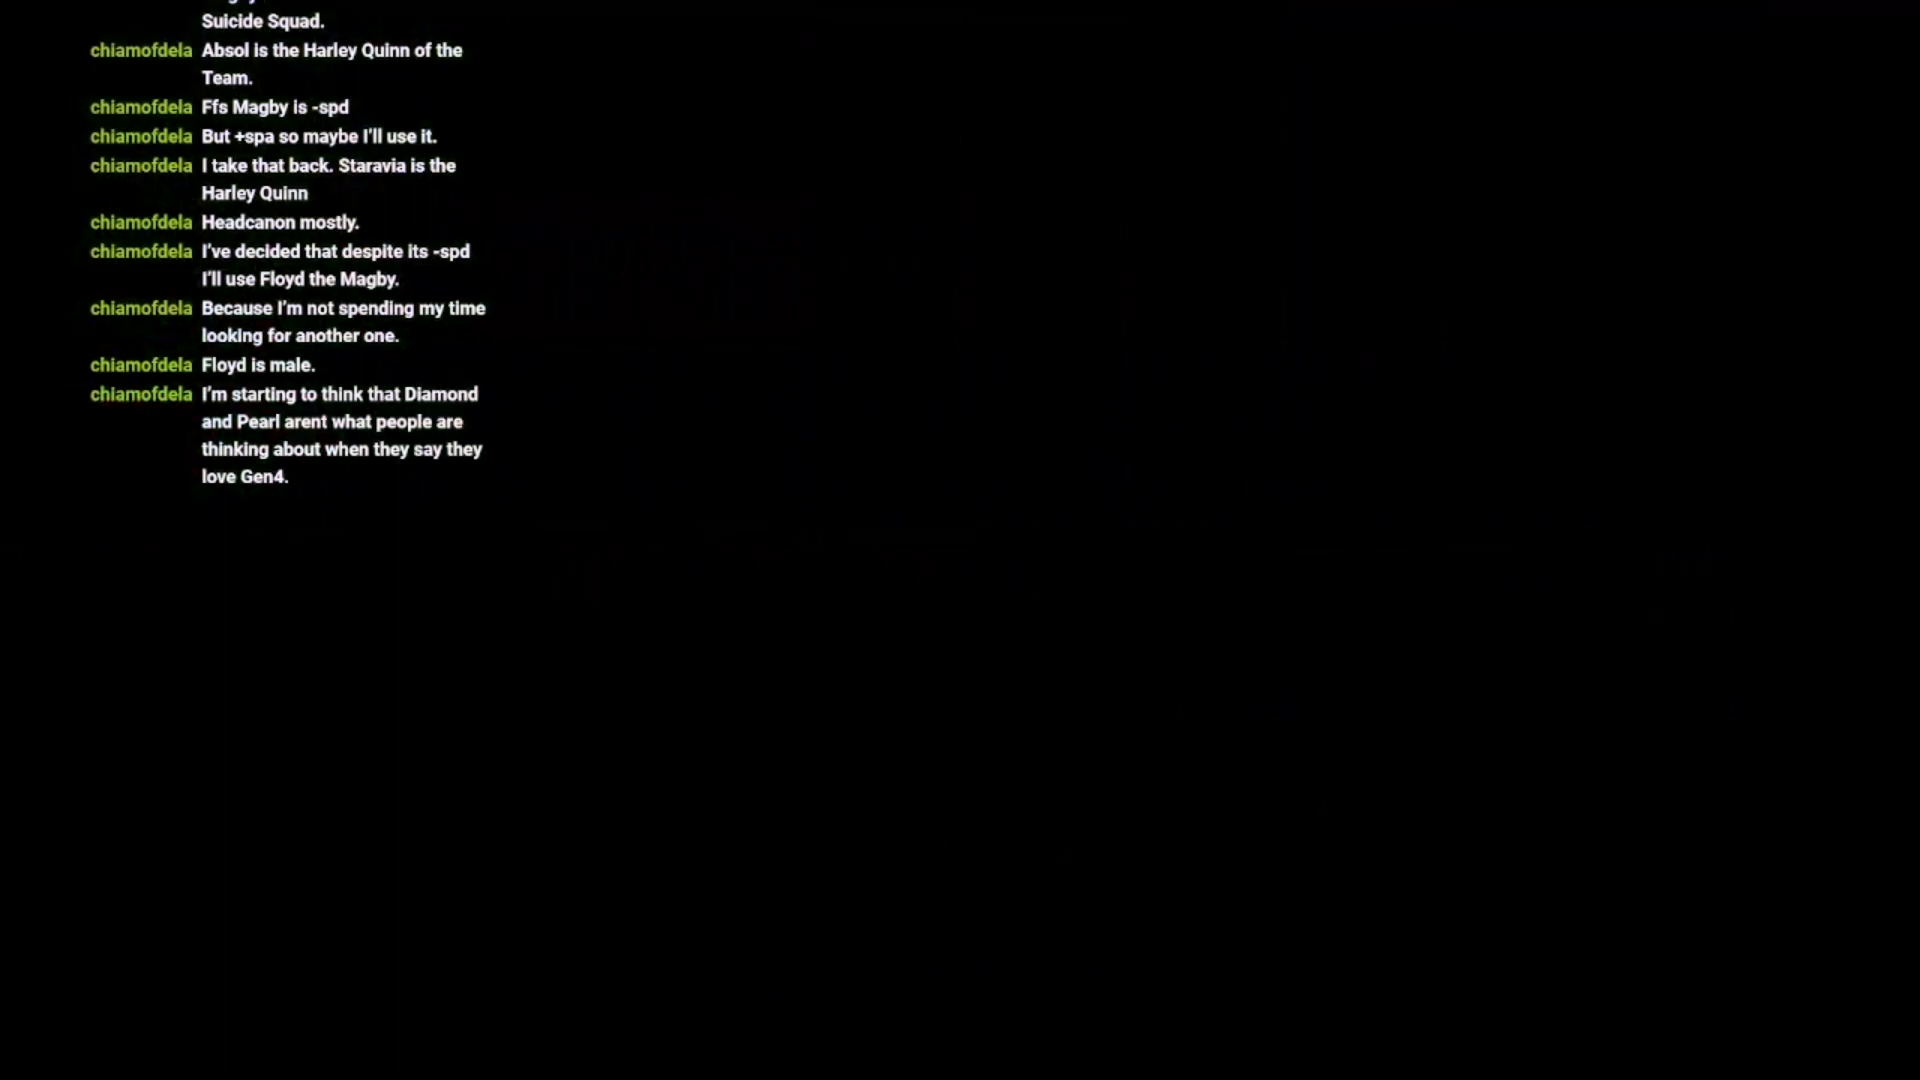 Suicide Squad.
chiamofdela Absol is the Harley Quinn of the
Team.
chiamofdela Ffs Magby is -spd
chiamofdela But +spa so maybe I'll use it.
chiamofdela I take that back. Staravia is the
Harley Quinn
chiamofdela Headcanon mostly.
chiamofdela I've decided that despite its -spd
I'll use Floyd the Magby.
chiamofdela Because I'm not spending my time
looking for another one.
chiamofdela Floyd is male.
chiamofdela I'm starting to think that Diamond
and Pearl arent what people are
thinking about when they say they
love Gen4.